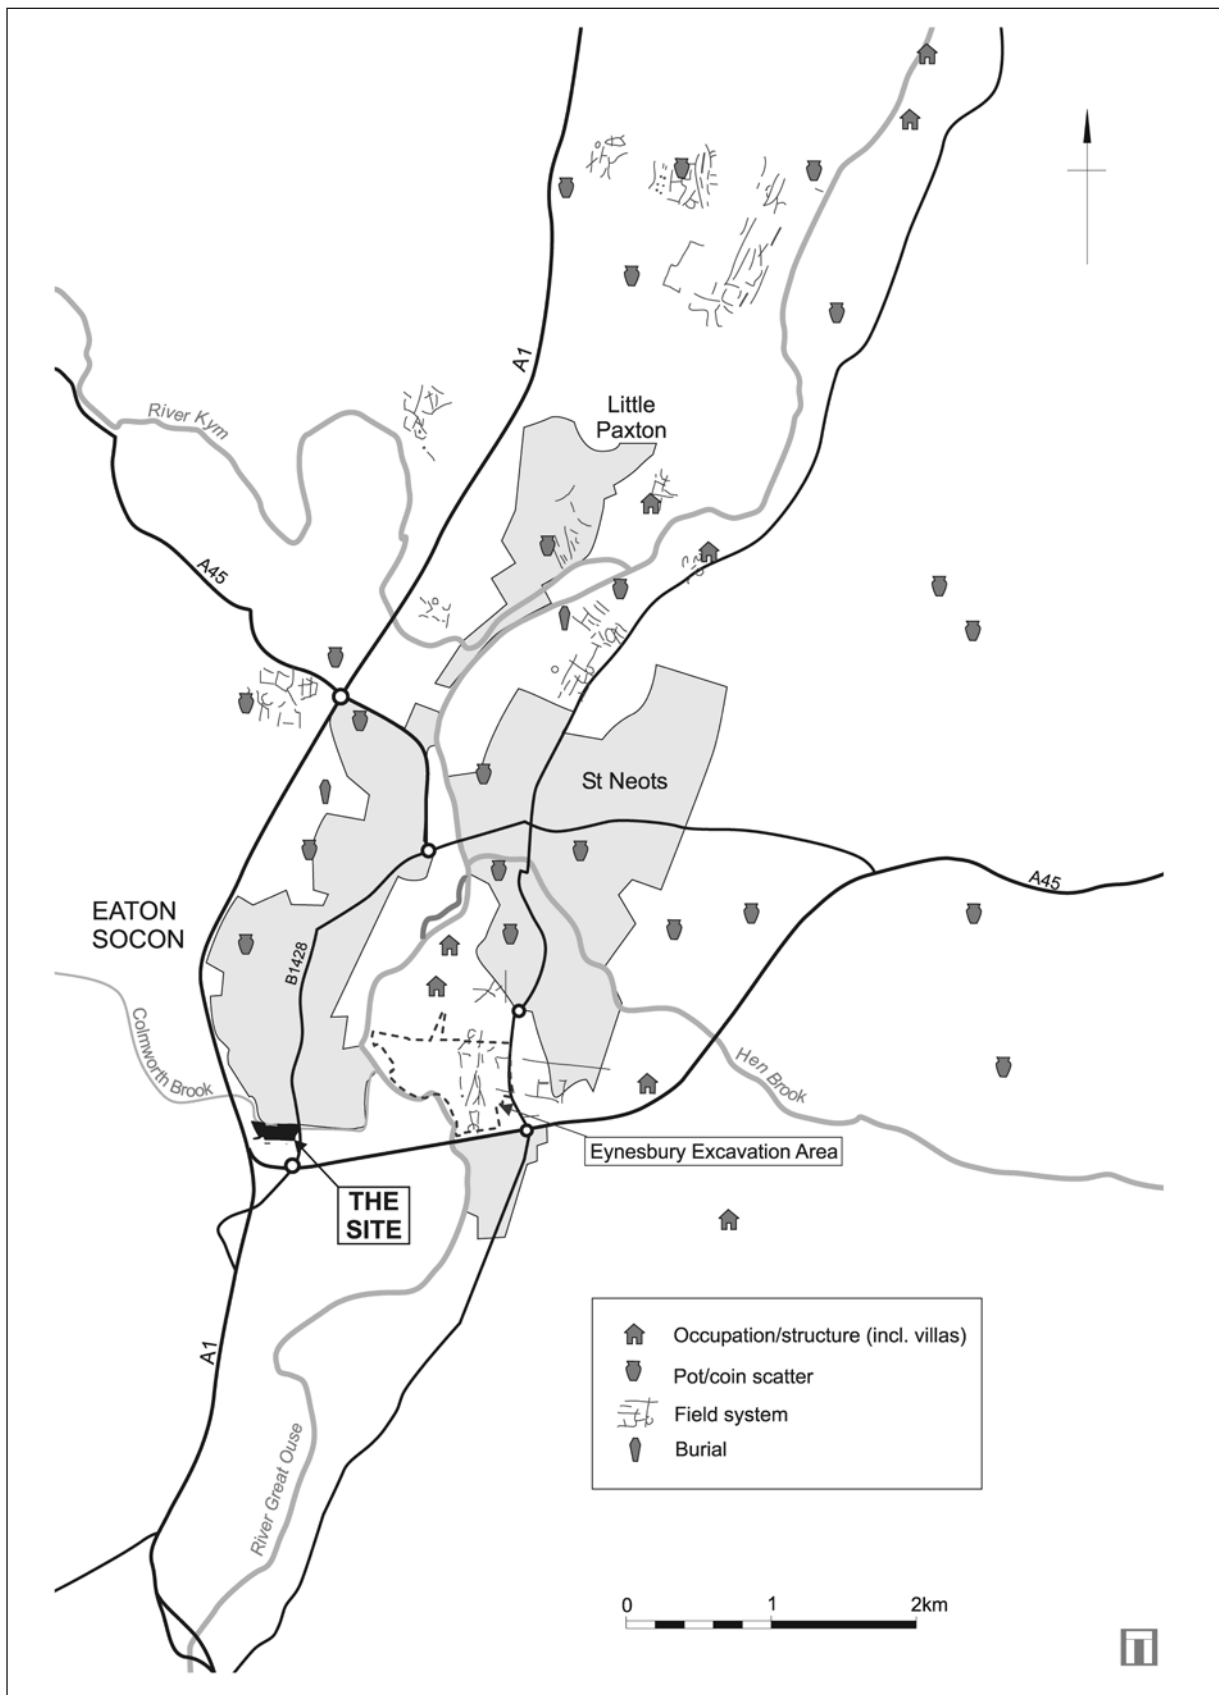 A1
Little
Paxton
River Kym
A45
St Neots
A45
EATON
SOCON
B1428
Colmworth Brook
Hen Brook
Eynesbury Excavation Area
THE
SITE
A1
River Great Ouse
Occupation/structure (incl. villas)
Pot/coin scatter
Field system
Burial
0 1 2km